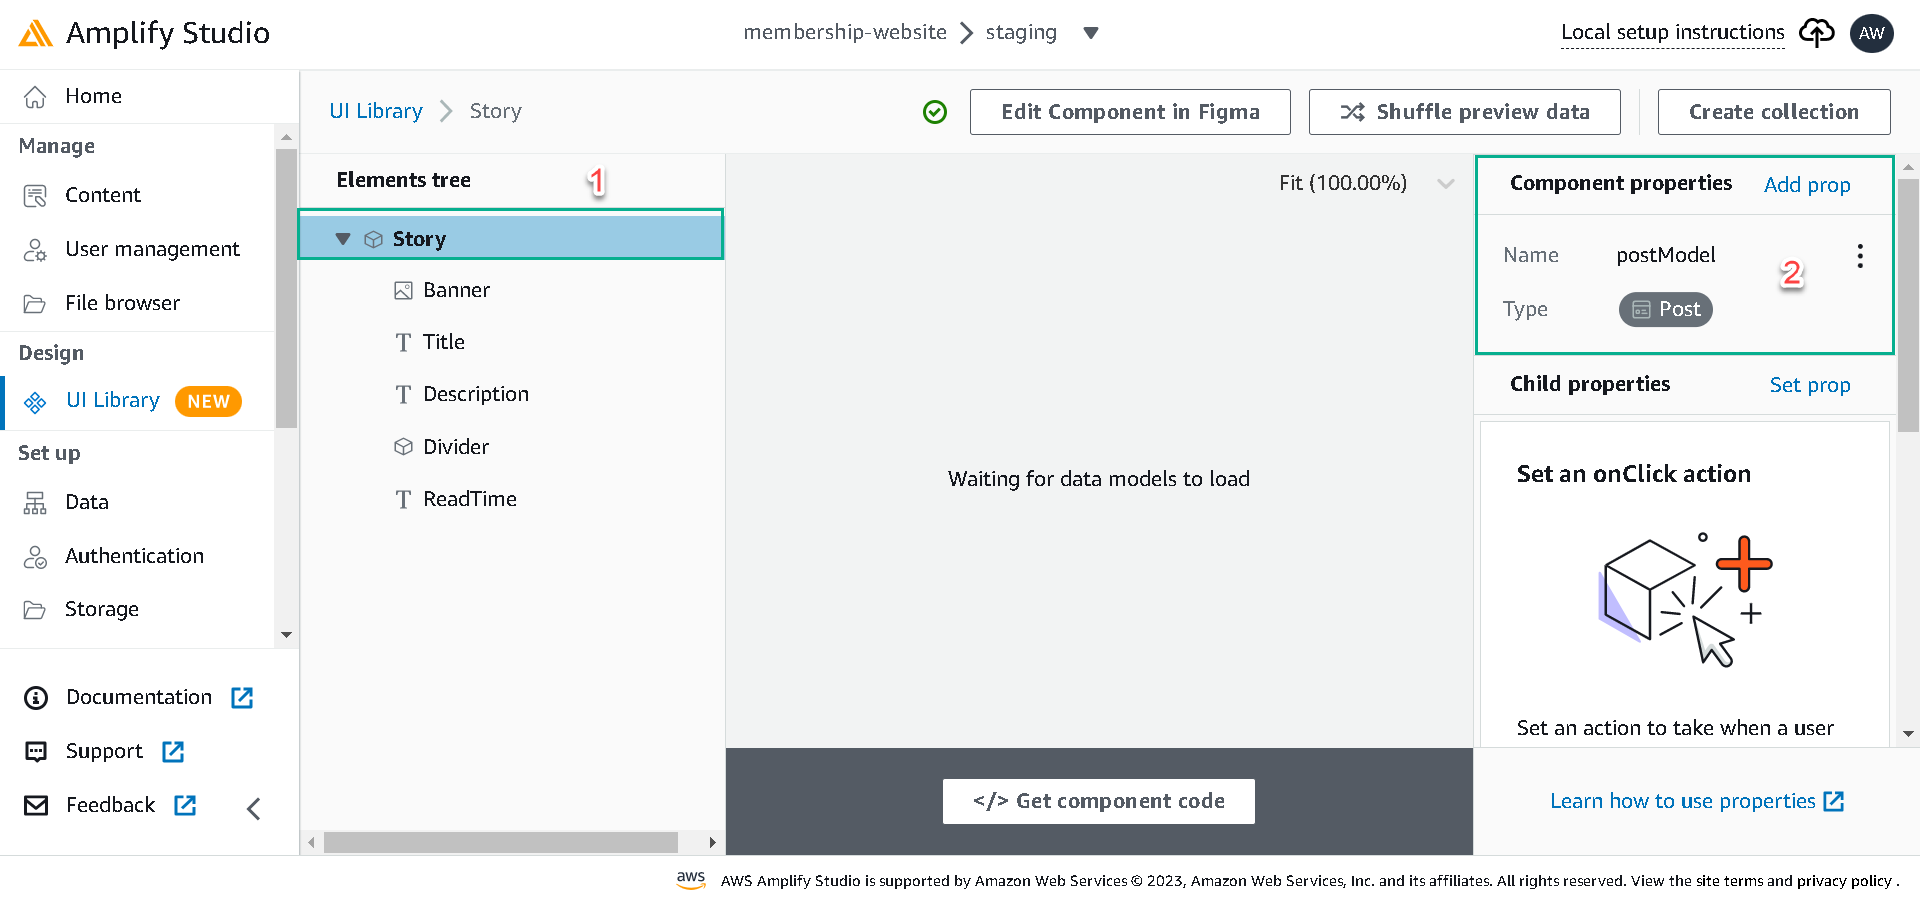 Amplify Studio
membership-website
staging
Local setup instructions
AW
Home
Manage
Content
User management
File browser
Design
UI Library NEW
Set up
Data
Authentication
Storage
Documentation
Support
Feedback
UI Library
Story
Edit Component in Figma
Shuffle preview data
Create collection
Elements tree
1
Story
Banner
Title
Description
Divider
ReadTime
Fit (100.00%)
Waiting for data models to load
</> Get component code
Component properties Add prop
Name postModel
2
Type Post
Child properties Set prop
Set an onClick action
Set an action to take when a user
Learn how to use properties
aws AWS Amplify Studio is supported by Amazon Web Services © 2023, Amazon Web Services, Inc. and its affiliates. All rights reserved. View the site terms and privacy policy .